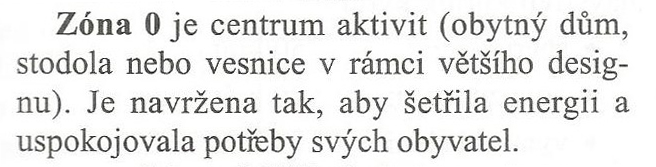 Zóna 0 je centrum aktivit (obytný dům,
stodola nebo vesnice v rámci většího desig-
nu). Je navržena tak, aby šetřila energii a
uspokojovala potřeby svých obyvatel.